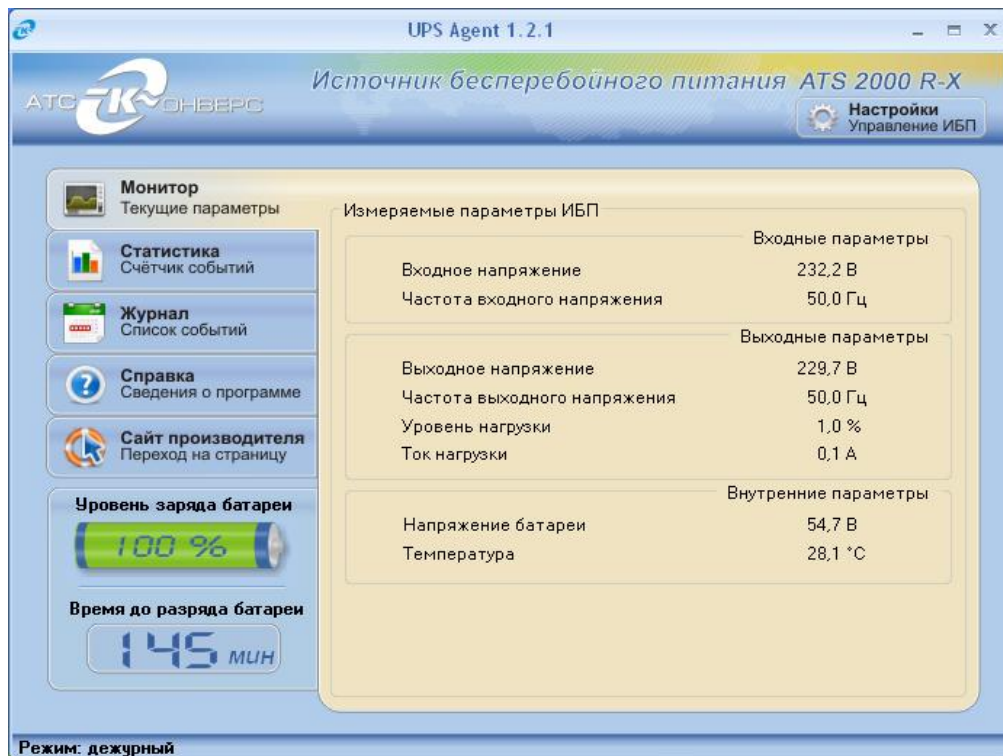 UPS Agent 1.2.1
АТС К ОНВЕРС
Источник бесперебойного питания ATS 2000 R-X
Настройки
Управление ИБП
Монитор
Текущие параметры
Статистика
Счётчик событий
Журнал
Список событий
Справка
Сведения о программе
Сайт производителя
Переход на страницу
Уровень заряда батареи
100 %
Время до разряда батареи
145 мин
Измеряемые параметры ИБП
Входные параметры
Входное напряжение 232,2 В
Частота входного напряжения 50,0 Гц
Выходные параметры
Выходное напряжение 229,7 В
Частота выходного напряжения 50,0 Гц
Уровень нагрузки 1,0 %
Ток нагрузки 0,1 А
Внутренние параметры
Напряжение батареи 54,7 В
Температура 28,1 °C
Режим: дежурный